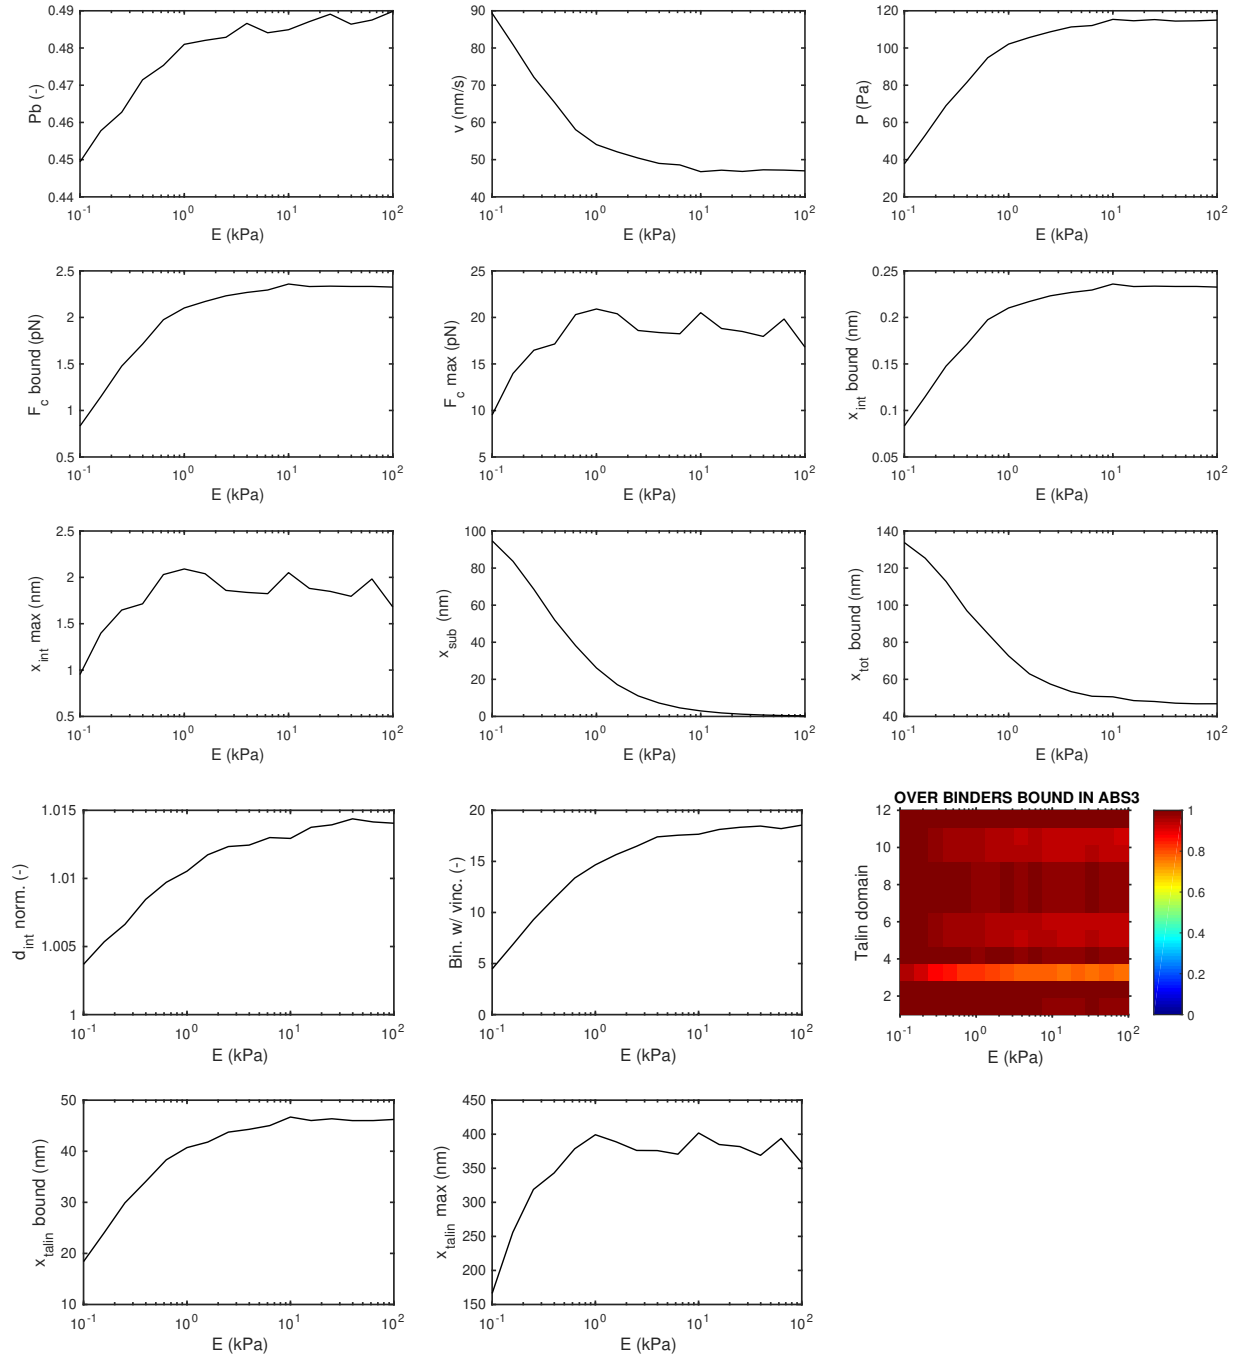 0.49
0.48
0.47
0.46
0.45
0.44
Pb (-)
10^-1 10^0 10^1 10^2
E (kPa)
90
80
70
60
50
40
v (nm/s)
10^-1 10^0 10^1 10^2
E (kPa)
120
100
80
60
40
20
P (Pa)
10^-1 10^0 10^1 10^2
E (kPa)
2.5
2
1.5
1
0.5
F_c bound (pN)
10^-1 10^0 10^1 10^2
E (kPa)
25
20
15
10
5
F_c max (pN)
10^-1 10^0 10^1 10^2
E (kPa)
0.25
0.2
0.15
0.1
0.05
x_int bound (nm)
10^-1 10^0 10^1 10^2
E (kPa)
2.5
2
1.5
1
0.5
x_int max (nm)
10^-1 10^0 10^1 10^2
E (kPa)
100
80
60
40
20
0
x_sub (nm)
10^-1 10^0 10^1 10^2
E (kPa)
140
120
100
80
60
40
x_tot bound (nm)
10^-1 10^0 10^1 10^2
E (kPa)
1.015
1.01
1.005
1
d_int norm. (-)
10^-1 10^0 10^1 10^2
E (kPa)
20
15
10
5
0
Bin. w/ vinc. (-)
10^-1 10^0 10^1 10^2
E (kPa)
OVER BINDERS BOUND IN ABS3
12
10
8
6
4
2
Talin domain
10^-1 10^0 10^1 10^2
E (kPa)
1
0.8
0.6
0.4
0.2
0
50
40
30
20
10
x_talin bound (nm)
10^-1 10^0 10^1 10^2
E (kPa)
450
400
350
300
250
200
150
x_talin max (nm)
10^-1 10^0 10^1 10^2
E (kPa)